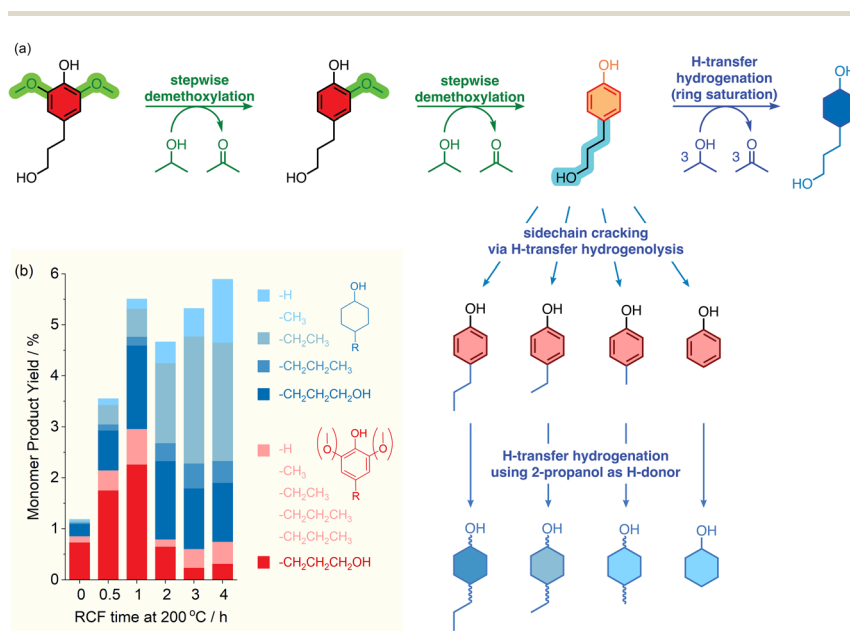 (a)
OH
O
O
HO
stepwise
demethoxylation
OH
O
OH
O
HO
stepwise
demethoxylation
OH
O
OH
HO
H-transfer
hydrogenation
(ring saturation)
3
OH
3
O
OH
HO
sidechain cracking
via H-transfer hydrogenolysis
OH
OH
OH
OH
H-transfer hydrogenation
using 2-propanol as H-donor
OH
OH
OH
OH
(b)
Monomer Product Yield / %
6
5
4
3
2
1
0
0 0.5 1 2 3 4
RCF time at 200 °C / h
-H
-CH3
-CH2CH3
-CH2CH2CH3
-CH2CH2CH2OH
OH
R
-H
-CH3
-CH2CH3
-CH2CH2CH3
-CH2CH2CH3
-CH2CH2CH2OH
( O ) OH ( O )
R